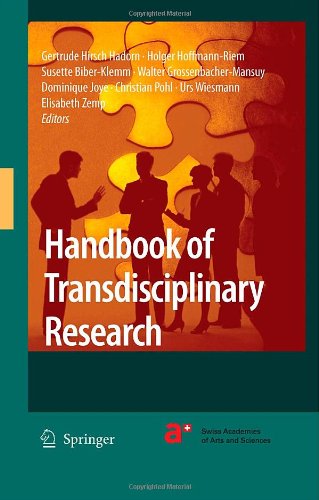 Gertrude Hirsch Hadorn · Holger Hoffmann-Riem
Susette Biber-Klemm · Walter Grossenbacher-Mansuy
Dominique Joye · Christian Pohl · Urs Wiesmann
Elisabeth Zemp
Editors
Handbook of
Transdisciplinary
Research
Springer
a+
Swiss Academies
of Arts and Sciences